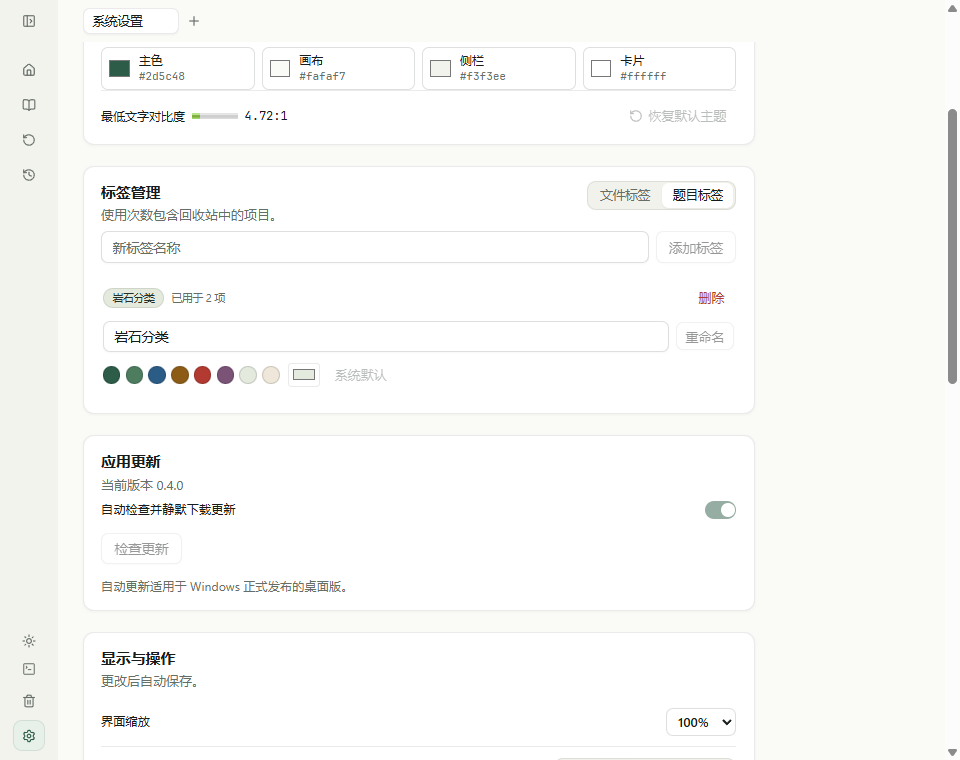 系统设置
主色
#2d5c48
画布
#fafaf7
侧栏
#f3f3ee
卡片
#ffffff
最低文字对比度 4.72:1
恢复默认主题
标签管理
文件标签 题目标签
使用次数包含回收站中的项目。
新标签名称
添加标签
岩石分类 已用于 2 项
删除
岩石分类
重命名
系统默认
应用更新
当前版本 0.4.0
自动检查并静默下载更新
检查更新
自动更新适用于 Windows 正式发布的桌面版。
显示与操作
更改后自动保存。
界面缩放
100%